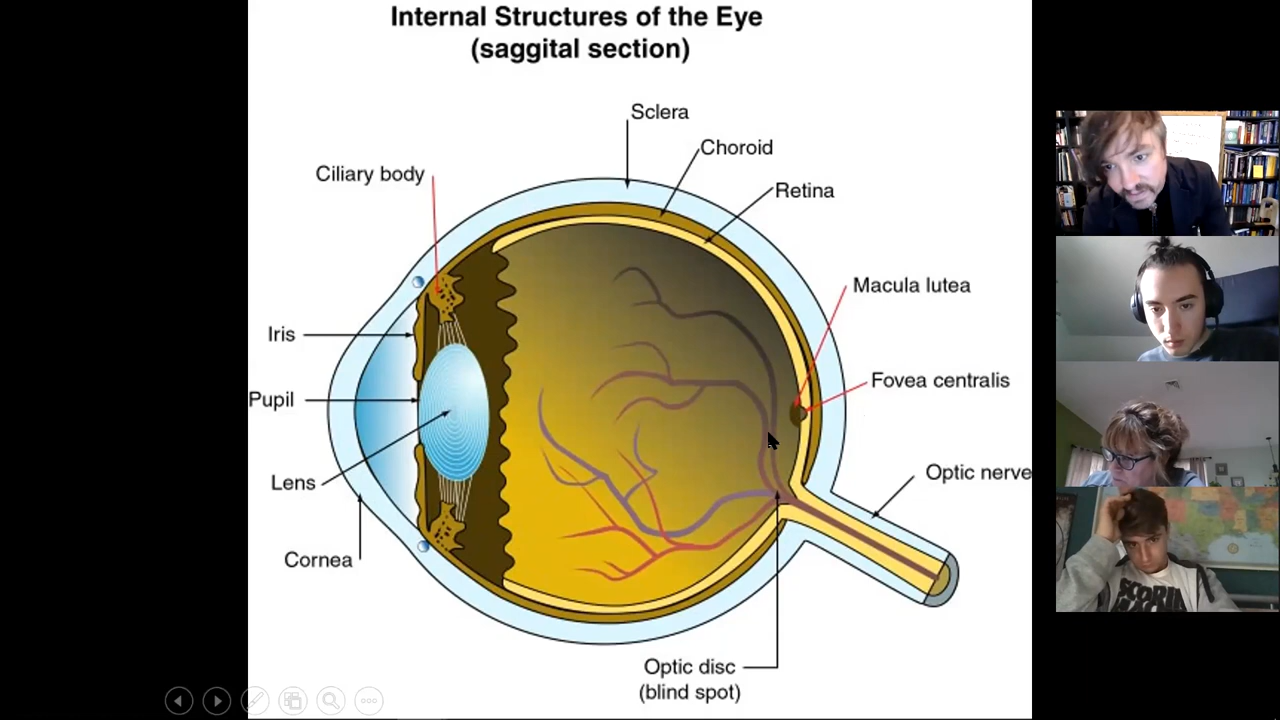 Internal Structures of the Eye
(saggital section)
Sclera
Choroid
Ciliary body
Retina
Macula lutea
Iris
Fovea centralis
Pupil
Optic nerve
Lens
Cornea
Optic disc
(blind spot)